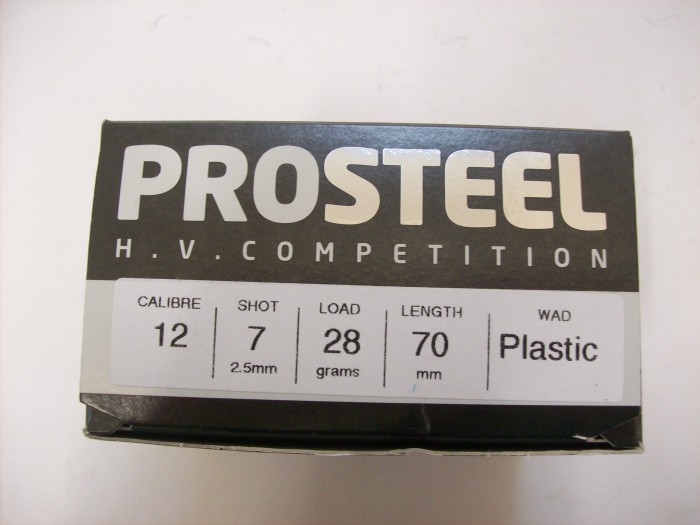 PROSTEEL
H.V.COMPETITION
CALIBRE SHOT LOAD LENGTH WAD
12 7 28 70 Plastic
2.5mm grams mm